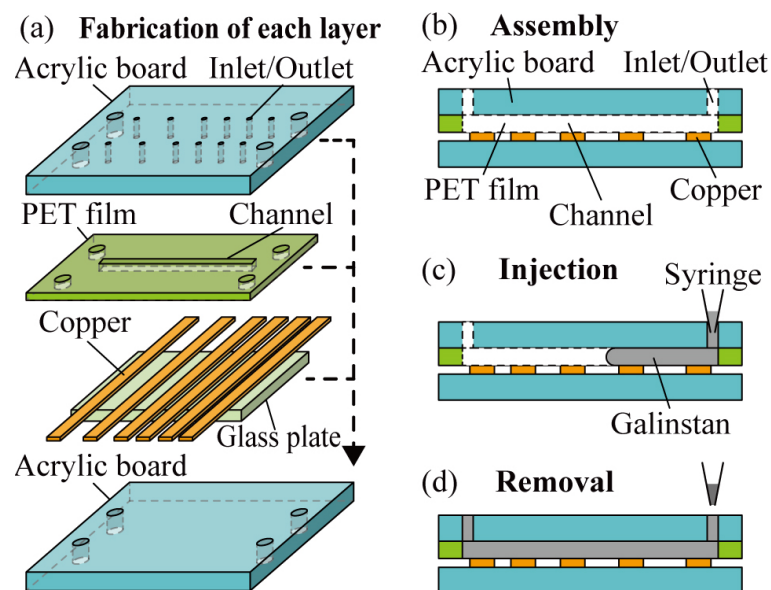 (a) Fabrication of each layer
Acrylic board
Inlet/Outlet
PET film
Channel
Copper
Glass plate
Acrylic board
(b) Assembly
Acrylic board
Inlet/Outlet
PET film
Channel
Copper
(c) Injection
Syringe
Galinstan
(d) Removal